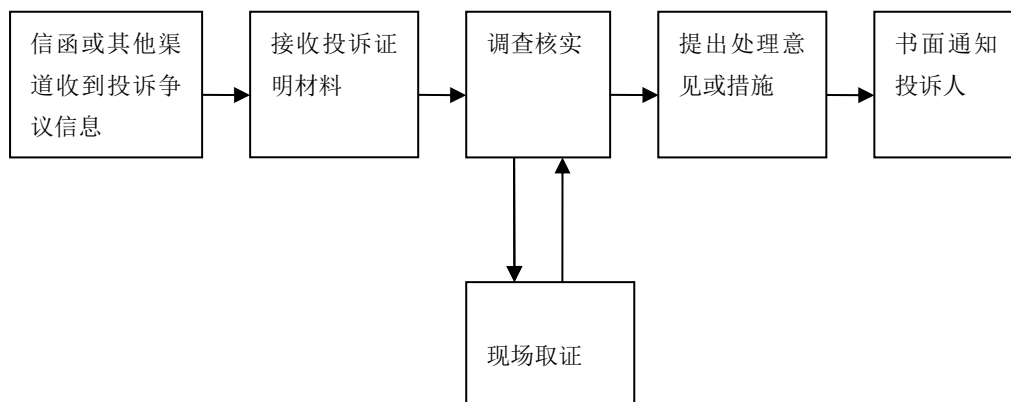 信函或其他渠
道收到投诉争
议信息
接收投诉证
明材料
调查核实
提出处理意
见或措施
书面通知
投诉人
现场取证